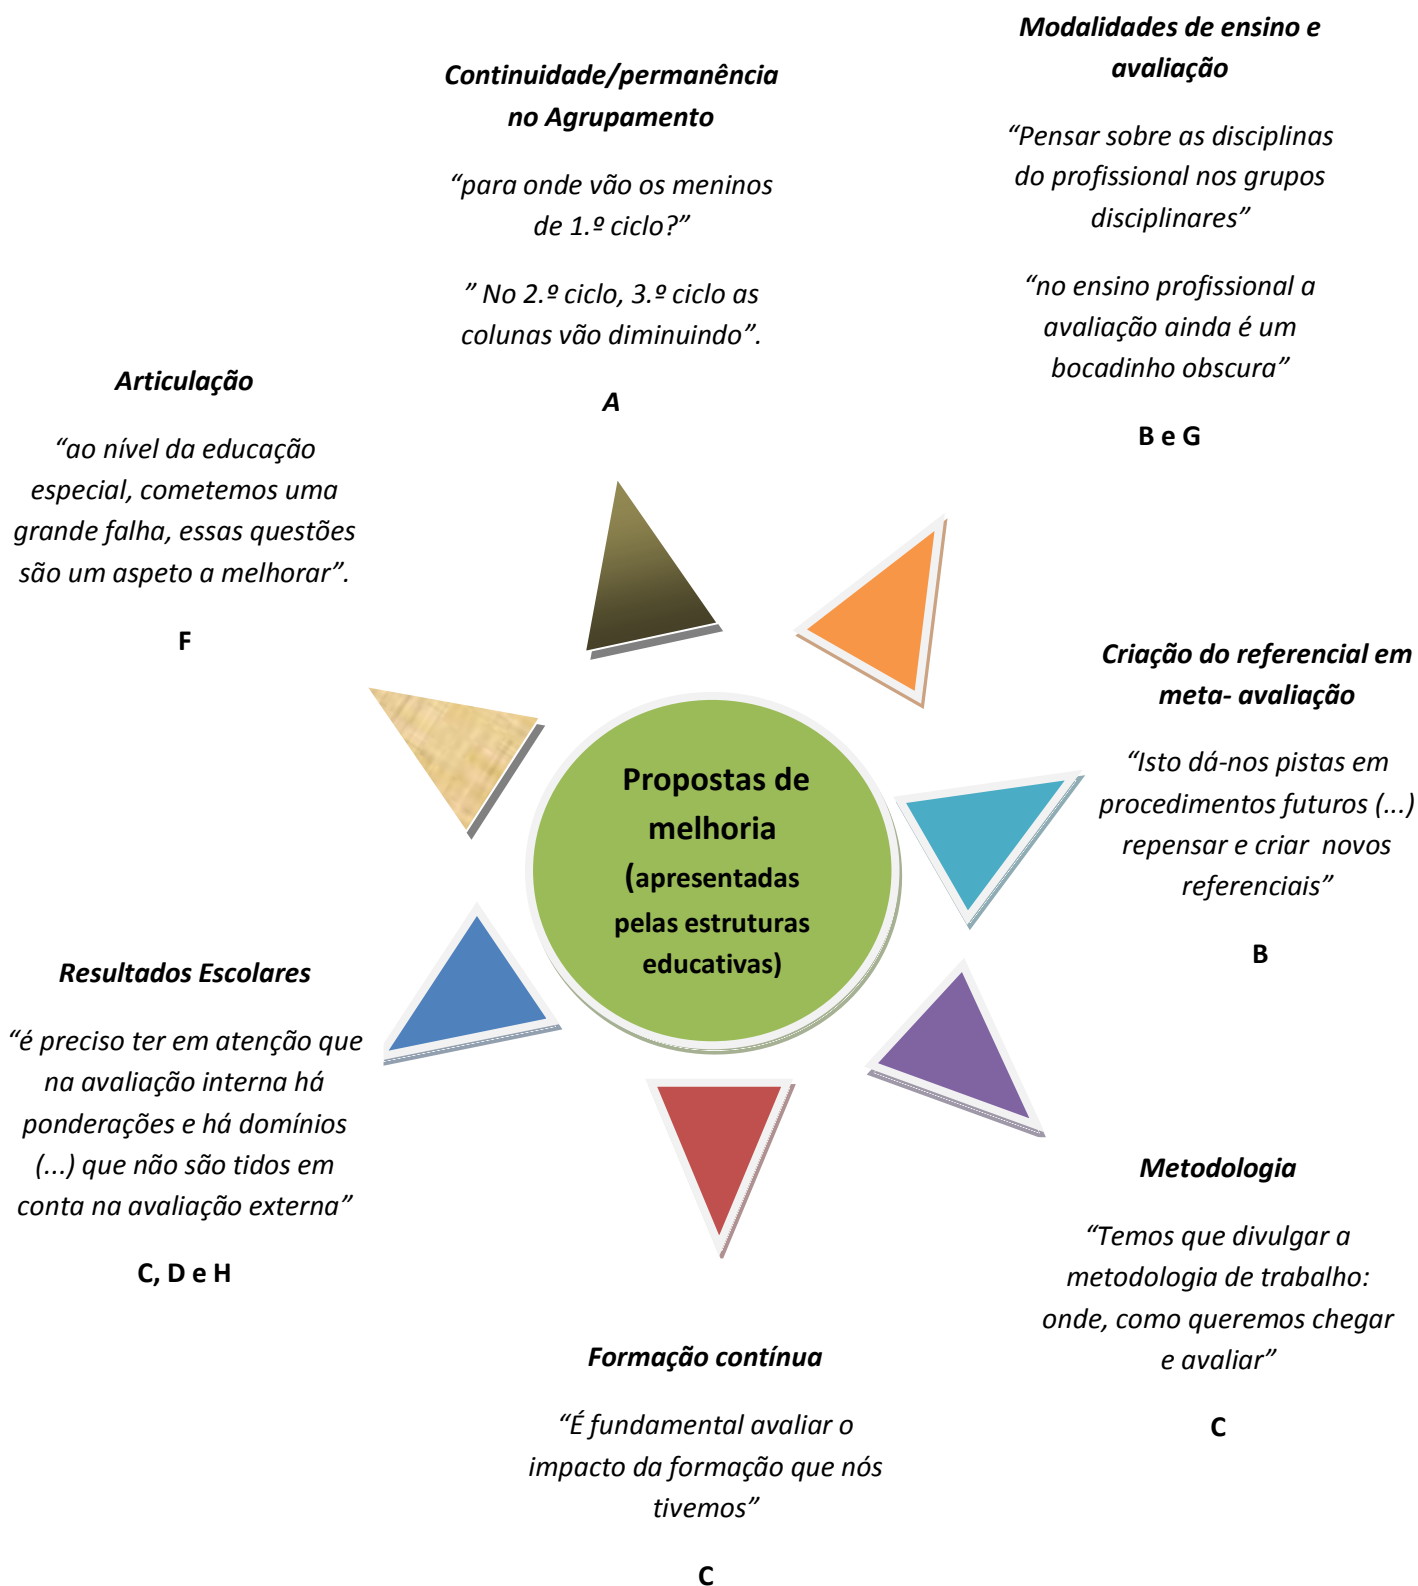 Modalidades de ensino e
avaliação
“Pensar sobre as disciplinas
do profissional nos grupos
disciplinares”
“no ensino profissional a
avaliação ainda é um
bocadinho obscura”
B e G
Continuidade/permanência
no Agrupamento
“para onde vão os meninos
de 1.º ciclo?”
” No 2.º ciclo, 3.º ciclo as
colunas vão diminuindo”.
A
Articulação
“ao nível da educação
especial, cometemos uma
grande falha, essas questões
são um aspeto a melhorar”.
F
Criação do referencial em
meta- avaliação
“Isto dá-nos pistas em
procedimentos futuros (...)
repensar e criar novos
referenciais”
B
Propostas de
melhoria
(apresentadas
pelas estruturas
educativas)
Resultados Escolares
“é preciso ter em atenção que
na avaliação interna há
ponderações e há domínios
(...) que não são tidos em
conta na avaliação externa”
C, D e H
Metodologia
“Temos que divulgar a
metodologia de trabalho:
onde, como queremos chegar
e avaliar”
C
Formação contínua
“É fundamental avaliar o
impacto da formação que nós
tivemos”
C